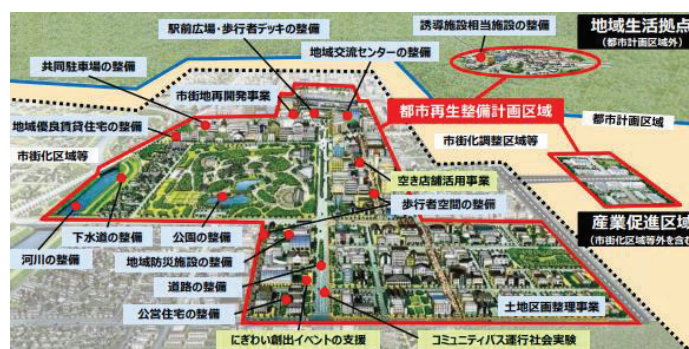 駅前広場・歩行者デッキの整備
誘導施設相当施設の整備
地域生活拠点
(都市計画区域外)
地域交流センターの整備
共同駐車場の整備
市街地再開発事業
都市再生整備計画区域
都市計画区域
地域優良賃貸住宅の整備
市街化区域等
市街化調整区域等
空き店舗活用事業
歩行者空間の整備
産業促進区域
(市街化区域等外を含む
下水道の整備
公園の整備
河川の整備
地域防災施設の整備
道路の整備
土地区画整理事業
公営住宅の整備
にぎわい創出イベントの支援
コミュニティバス運行社会実験